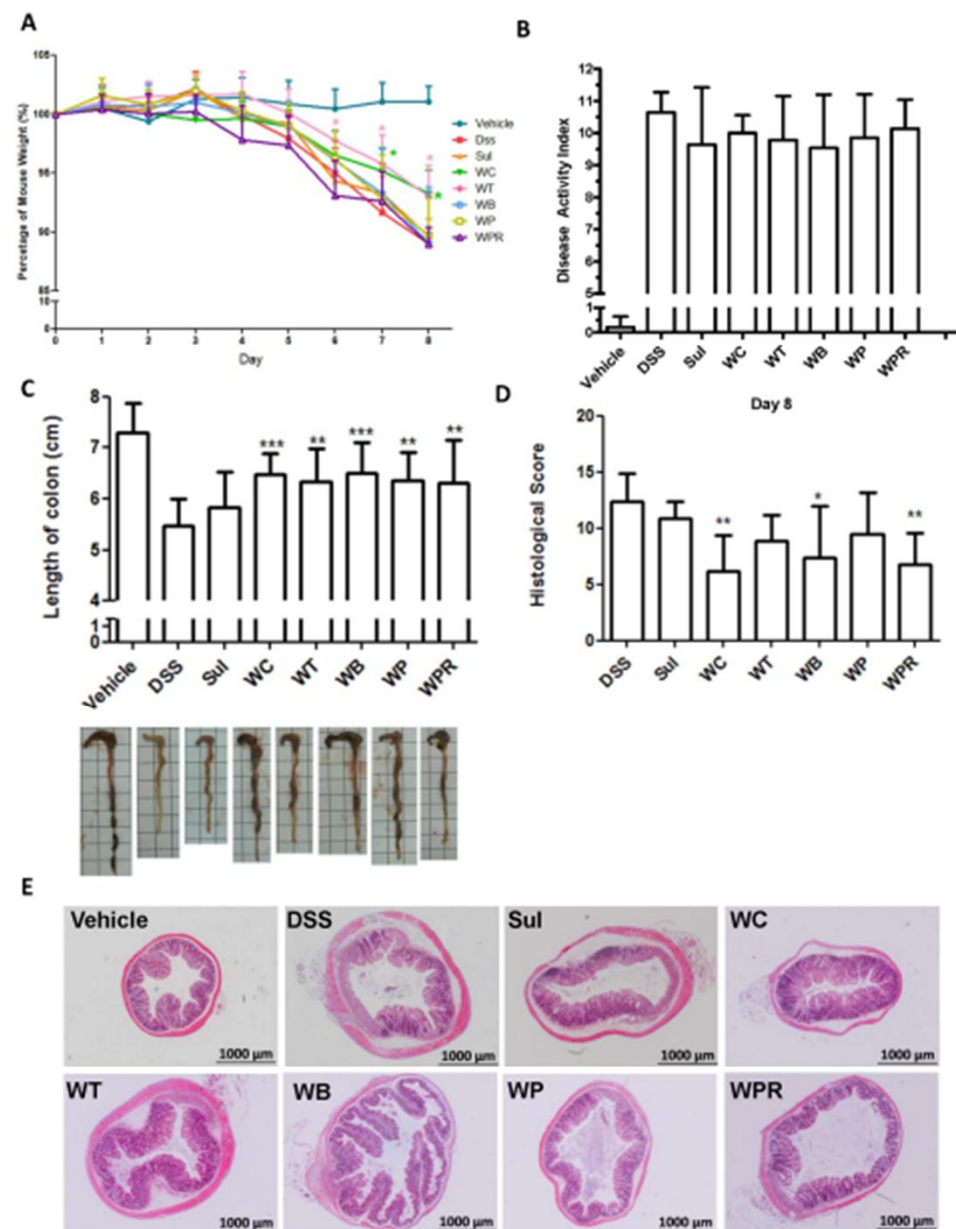 A
Percentage of Mouse Weight (%)
105
100
95
90
85
10
0
0 1 2 3 4 5 6 7 8
Day
Vehicle
Dss
Sul
WC
WT
WB
WP
WPR
* * *
*
*
B
Disease Activity Index
12
11
10
9
8
7
6
5
1
0
Vehicle DSS Sul WC WT WB WP WPR
Day 8
C
Length of colon (cm)
8
7
6
5
4
1
0
*** ** *** ** **
Vehicle DSS Sul WC WT WB WP WPR
D
Histological Score
20
15
10
5
0
** * **
DSS Sul WC WT WB WP WPR
E
Vehicle DSS Sul WC
1000 µm 1000 µm 1000 µm 1000 µm
WT WB WP WPR
1000 µm 1000 µm 1000 µm 1000 µm